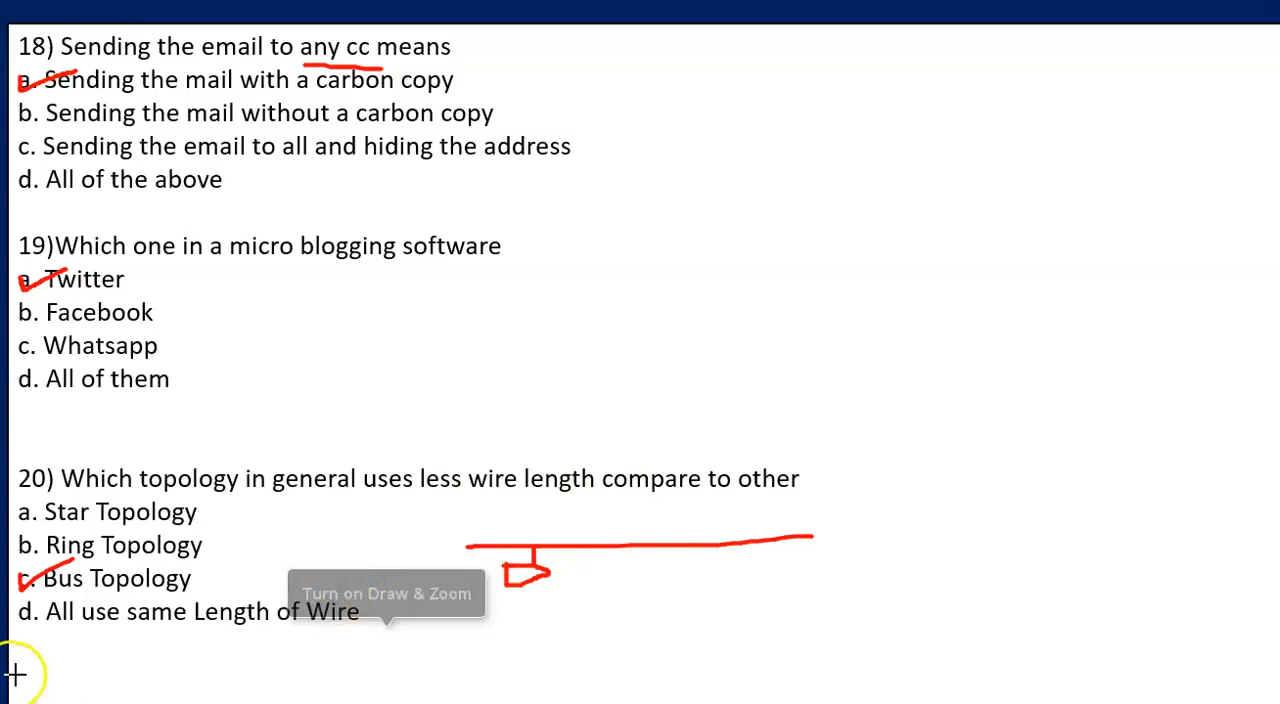 18) Sending the email to any cc means
a. Sending the mail with a carbon copy
b. Sending the mail without a carbon copy
c. Sending the email to all and hiding the address
d. All of the above
19)Which one in a micro blogging software
a. Twitter
b. Facebook
c. Whatsapp
d. All of them
20) Which topology in general uses less wire length compare to other
a. Star Topology
b. Ring Topology
c. Bus Topology
Turn on Draw & Zoom
d. All use same Length of Wire